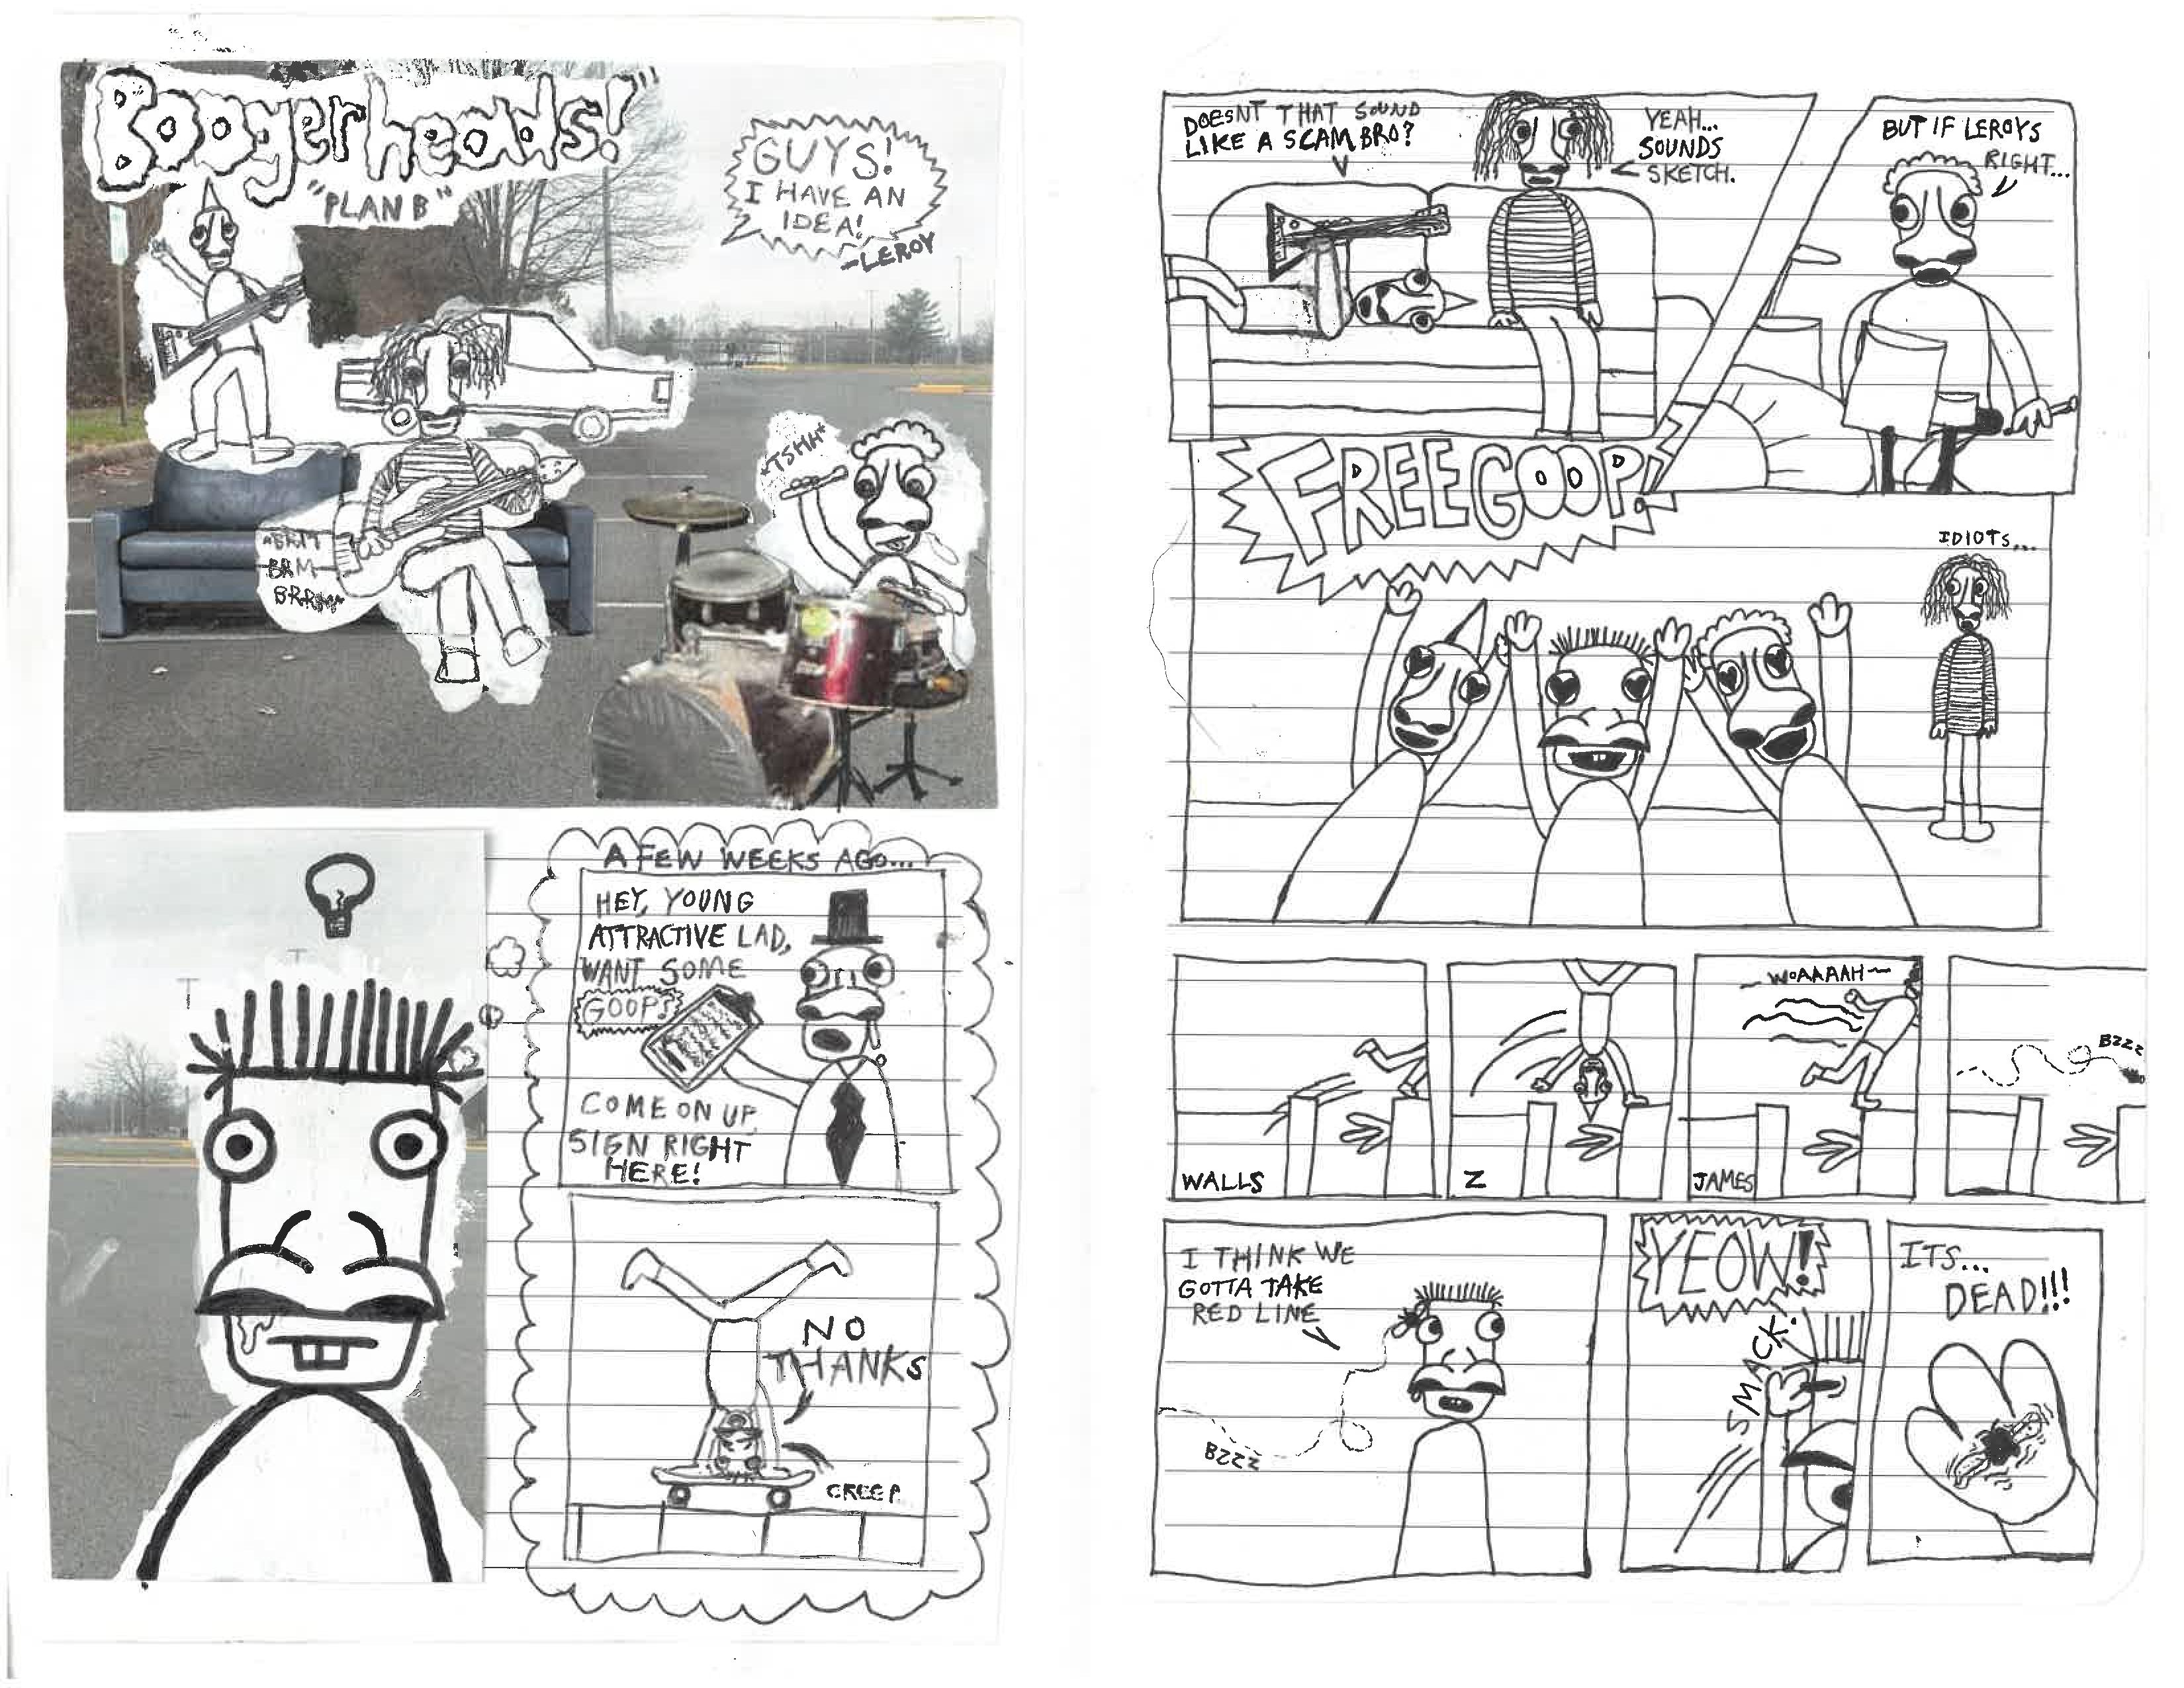 Boogerheads!
"PLAN B"
GUYS!
I HAVE AN
IDEA!
-LEROY
*TSHH*
BRM
BRRM*
A FEW WEEKS AGO...
HEY, YOUNG
ATTRACTIVE LAD,
WANT SOME
GOOP?
COME ON UP,
SIGN RIGHT
HERE!
NO
THANKS
CREEP.
DOESNT THAT SOUND
LIKE A SCAM BRO?
YEAH...
SOUNDS
SKETCH.
BUT IF LEROYS
RIGHT...
FREE GOOP!
IDIOTS...
WALLS
Z
WOAAAAH
JAMES
BZZZ
I THINK WE
GOTTA TAKE
RED LINE
BZZZ
YEOW!
SMACK!
ITS...
DEAD!!!